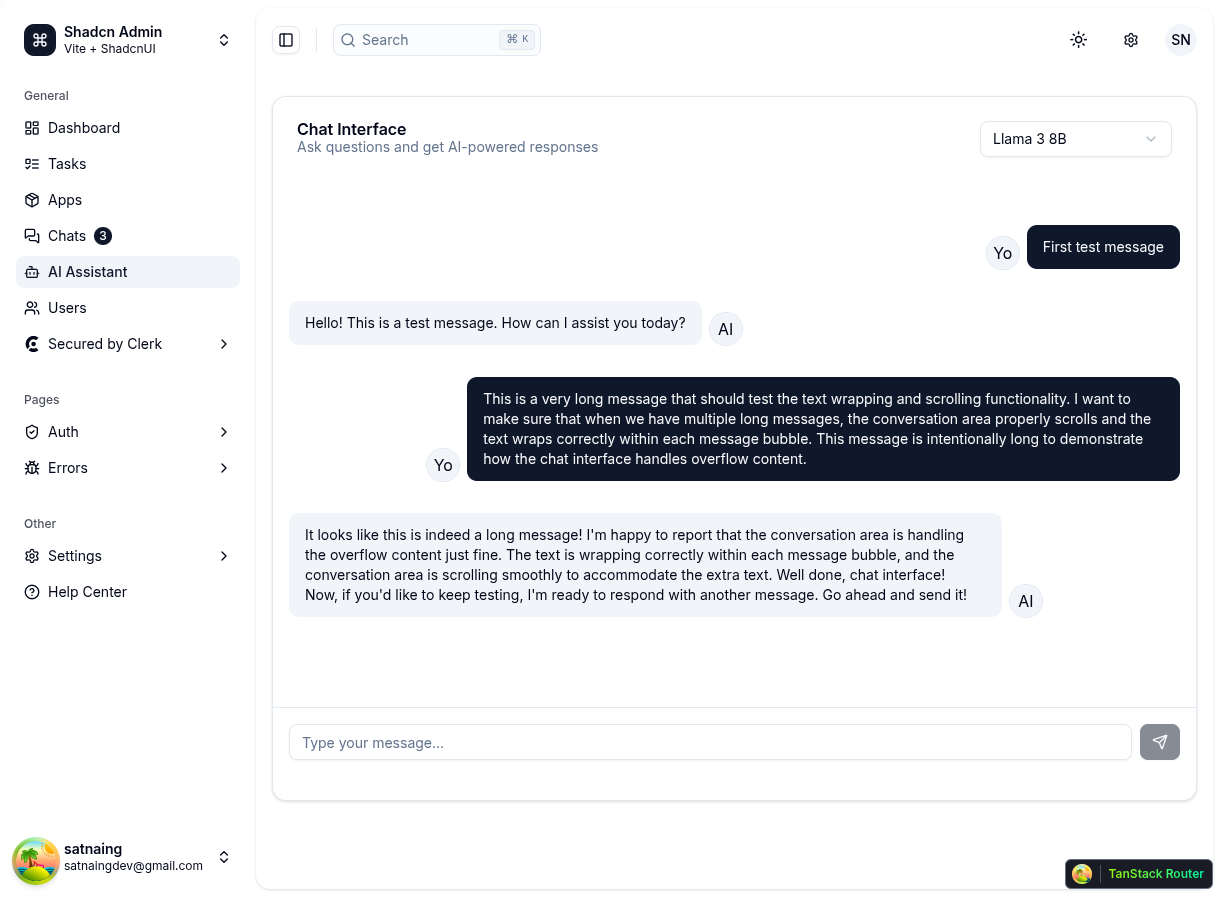 Shadcn Admin
Vite + ShadcnUI
General
Dashboard
Tasks
Apps
Chats 3
AI Assistant
Users
Secured by Clerk
Pages
Auth
Errors
Other
Settings
Help Center
satnaing
satnaingdev@gmail.com
Search ⌘ K
SN
Chat Interface
Ask questions and get AI-powered responses
Llama 3 8B
Yo
First test message
Hello! This is a test message. How can I assist you today?
AI
This is a very long message that should test the text wrapping and scrolling functionality. I want to
make sure that when we have multiple long messages, the conversation area properly scrolls and the
text wraps correctly within each message bubble. This message is intentionally long to demonstrate
how the chat interface handles overflow content.
Yo
It looks like this is indeed a long message! I'm happy to report that the conversation area is handling
the overflow content just fine. The text is wrapping correctly within each message bubble, and the
conversation area is scrolling smoothly to accommodate the extra text. Well done, chat interface!
Now, if you'd like to keep testing, I'm ready to respond with another message. Go ahead and send it!
AI
Type your message...
TanStack Router